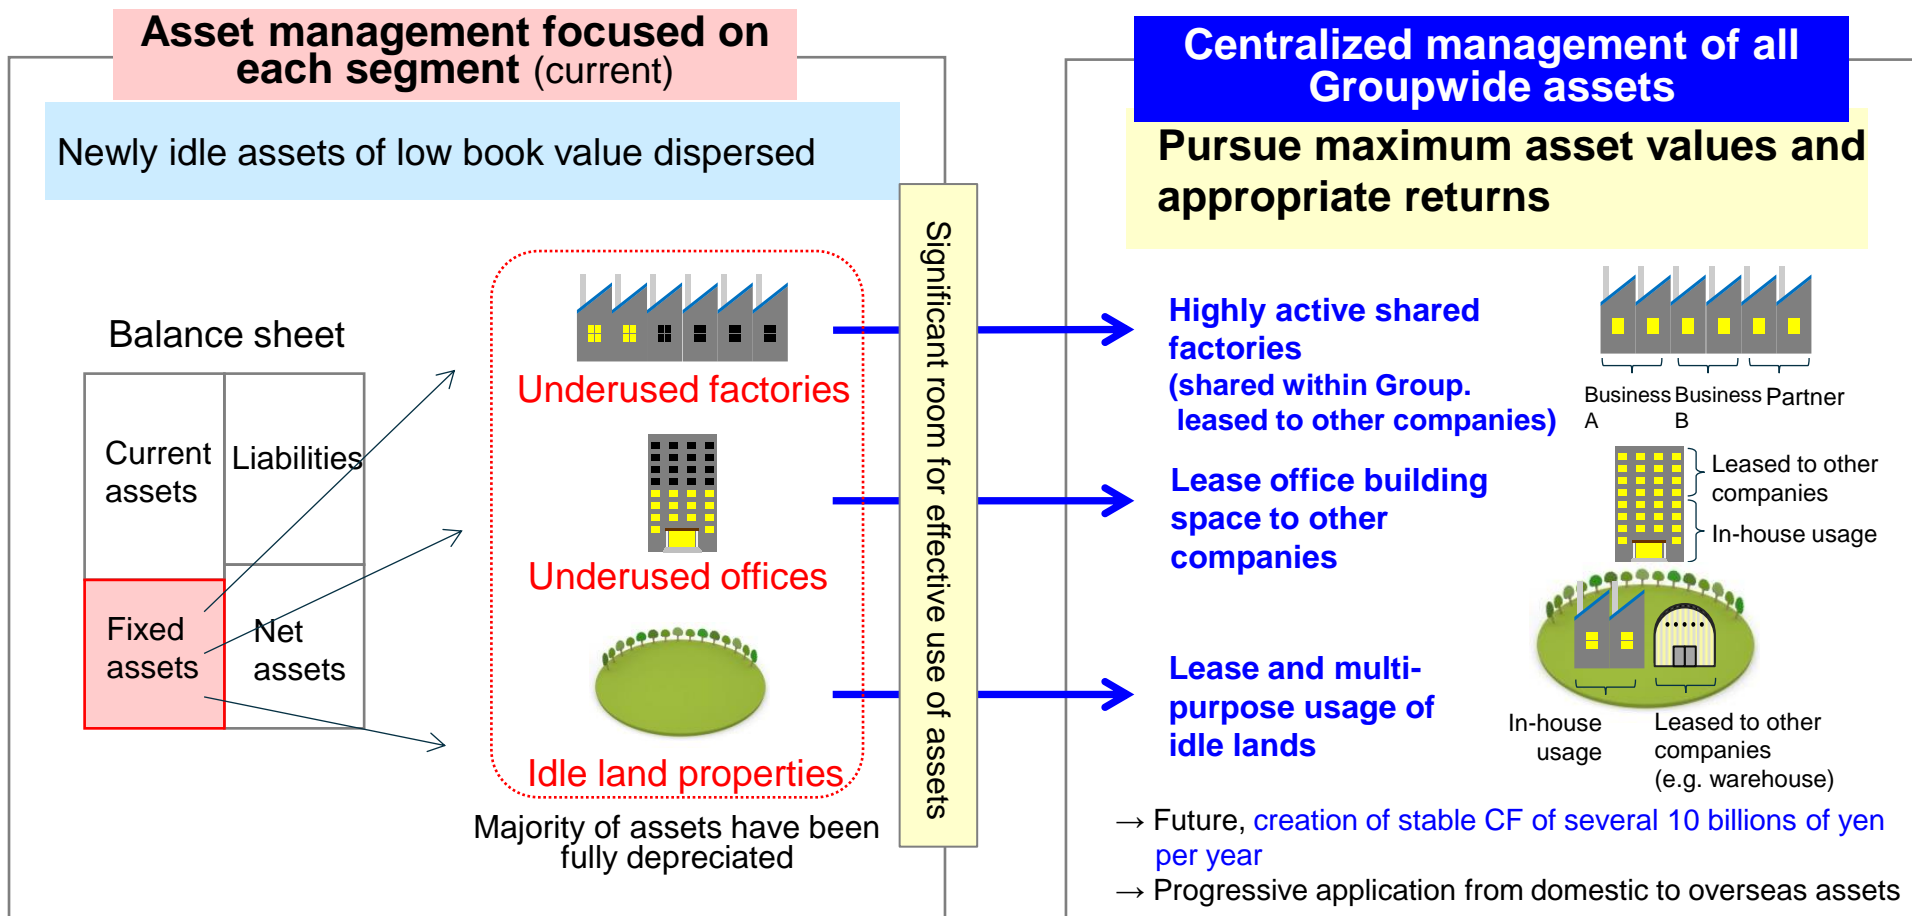 Asset management focused on
each segment (current)
Newly idle assets of low book value dispersed
Balance sheet
Current
assets
Liabilities
Fixed
assets
Net
assets
Underused factories
Underused offices
Idle land properties
Majority of assets have been
fully depreciated
Significant room for effective use of assets
Centralized management of all
Groupwide assets
Pursue maximum asset values and
appropriate returns
Highly active shared
factories
(shared within Group.
leased to other companies)
Business
A
Business
B
Partner
Lease office building
space to other
companies
Leased to other
companies
In-house usage
Lease and multi-
purpose usage of
idle lands
In-house
usage
Leased to other
companies
(e.g. warehouse)
→ Future, creation of stable CF of several 10 billions of yen
per year
→ Progressive application from domestic to overseas assets